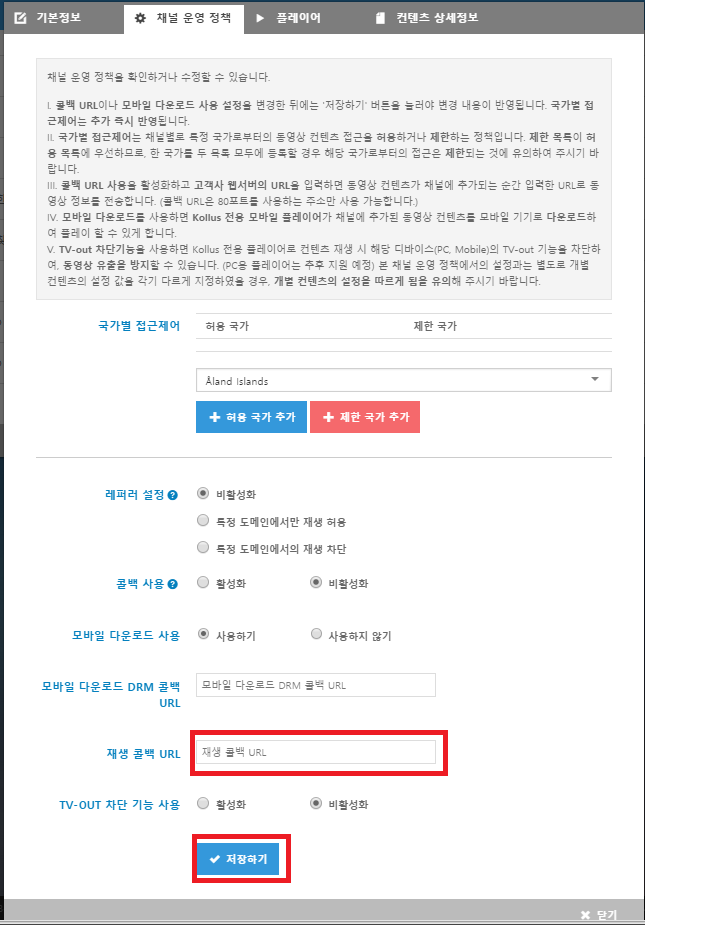 기본정보
채널 운영 정책
플레이어
컨텐츠 상세정보
채널 운영 정책을 확인하거나 수정할 수 있습니다.
I. 콜백 URL이나 모바일 다운로드 사용 설정을 변경한 뒤에는 '저장하기' 버튼을 눌러야 변경 내용이 반영됩니다. 국가별 접
근제어는 추가 즉시 반영됩니다.
II. 국가별 접근제어는 채널별로 특정 국가로부터의 동영상 컨텐츠 접근을 허용하거나 제한하는 정책입니다. 제한 목록이 허
용 목록에 우선하므로, 한 국가를 두 목록 모두에 등록할 경우 해당 국가로부터의 접근은 제한되는 것에 유의하여 주시기 바
랍니다.
III. 콜백 URL 사용을 활성화하고 고객사 웹서버의 URL을 입력하면 동영상 컨텐츠가 채널에 추가되는 순간 입력한 URL로 동
영상 정보를 전송합니다. (콜백 URL은 80포트를 사용하는 주소만 사용 가능합니다.)
IV. 모바일 다운로드를 사용하면 Kollus 전용 모바일 플레이어가 채널에 추가된 동영상 컨텐츠를 모바일 기기로 다운로드하
여 플레이 할 수 있게 합니다.
V. TV-out 차단기능을 사용하면 Kollus 전용 플레이어로 컨텐츠 재생 시 해당 디바이스(PC, Mobile)의 TV-out 기능을 차단하
여, 동영상 유출을 방지할 수 있습니다. (PC용 플레이어는 추후 지원 예정) 본 채널 운영 정책에서의 설정과는 별도로 개별
컨텐츠의 설정 값을 각기 다르게 지정하였을 경우, 개별 컨텐츠의 설정을 따르게 됨을 유의해 주시기 바랍니다.
국가별 접근제어
허용 국가
제한 국가
Åland Islands
허용 국가 추가
제한 국가 추가
레퍼러 설정
비활성화
특정 도메인에서만 재생 허용
특정 도메인에서의 재생 차단
콜백 사용
활성화
비활성화
모바일 다운로드 사용
사용하기
사용하지 않기
모바일 다운로드 DRM 콜백
URL
모바일 다운로드 DRM 콜백 URL
재생 콜백 URL
재생 콜백 URL
TV-OUT 차단 기능 사용
활성화
비활성화
저장하기
닫기